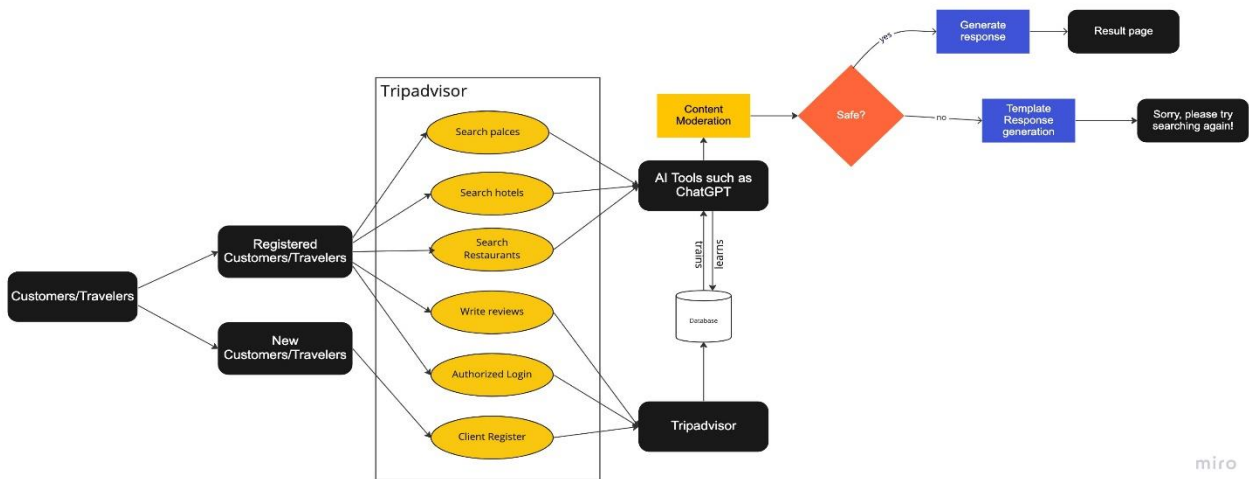 Tripadvisor
Search palces
Search hotels
Search
Restaurants
Write reviews
Authorized Login
Client Register
Customers/Travelers
Registered
Customers/Travelers
New
Customers/Travelers
AI Tools such as
ChatGPT
Content
Moderation
Safe?
yes
no
Generate
response
Result page
Template
Response
generation
Sorry, please try
searching again!
trains
learns
Database
Tripadvisor
miro